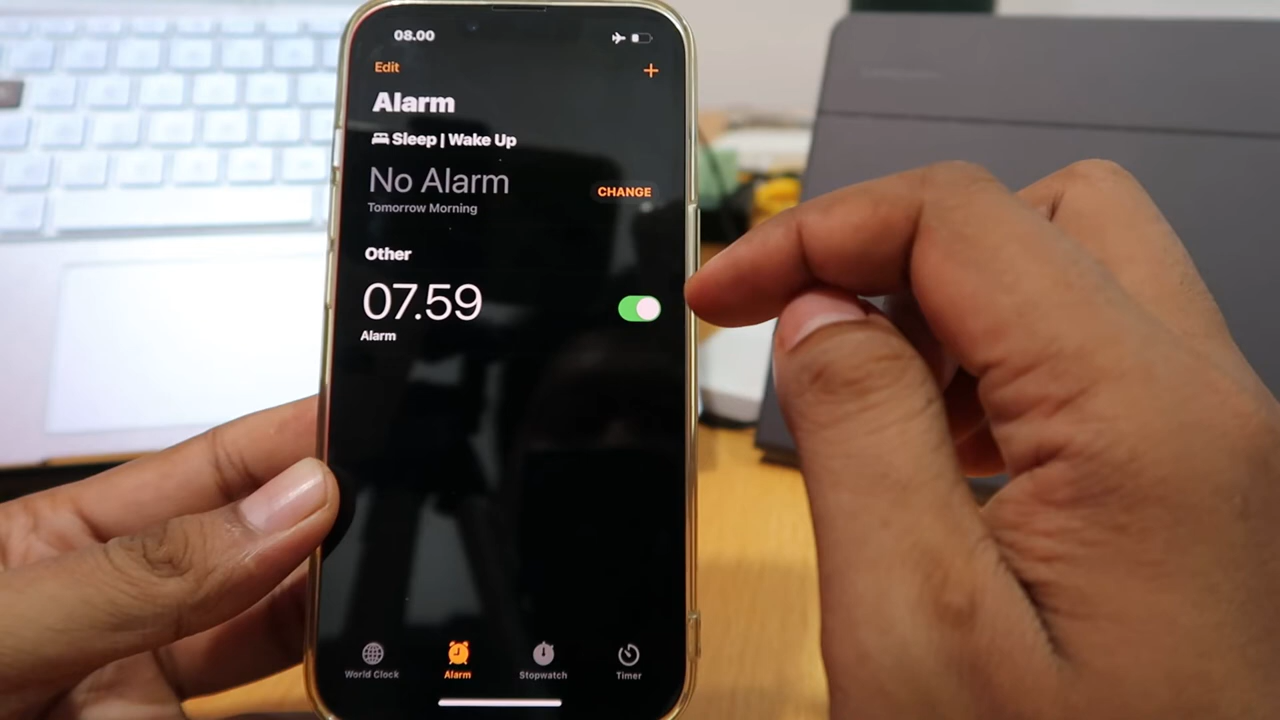 08.00
Edit
+
Alarm
Sleep | Wake Up
No Alarm
CHANGE
Tomorrow Morning
Other
07.59
Alarm
World Clock
Alarm
Stopwatch
Timer